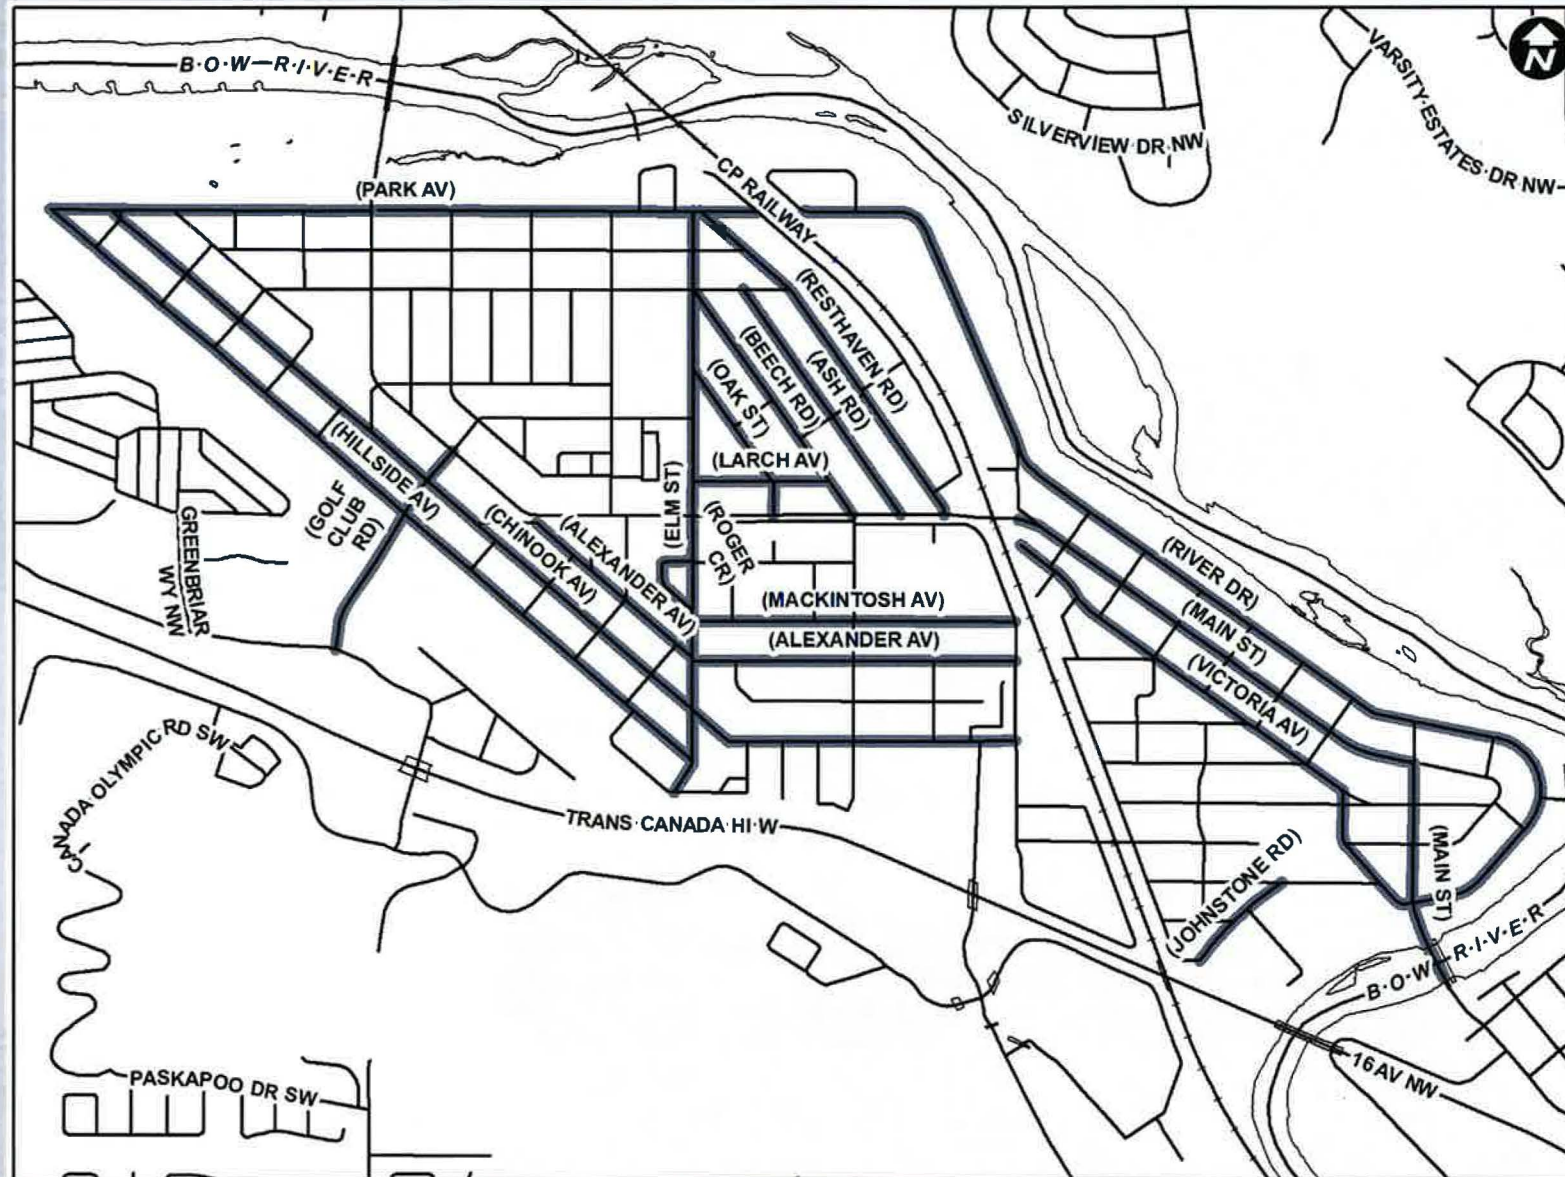 B·O·W–R·I·V·E·R
N
VARSITY·ESTATES·DR NW
SILVERVIEW DR NW
(PARK AV)
CP RAILWAY
(RESTHAVEN RD)
(BEECH RD)
(ASH RD)
(OAK ST)
(LARCH AV)
(HILLSIDE AV)
(GOLF
CLUB
RD)
(ELM ST)
(ROGER
CR)
(CHINOOK AV)
(ALEXANDER AV)
GREENBRIAR
WY NW
(RIVER DR)
(MACKINTOSH AV)
(MAIN ST)
(ALEXANDER AV)
(VICTORIA AV)
CANADA OLYMPIC RD SW
TRANS·CANADA·HI·W
(JOHNSTONE RD)
(MAIN ST)
B·O·W–R·I·V·E·R
16 AV NW
PASKAPOO DR SW